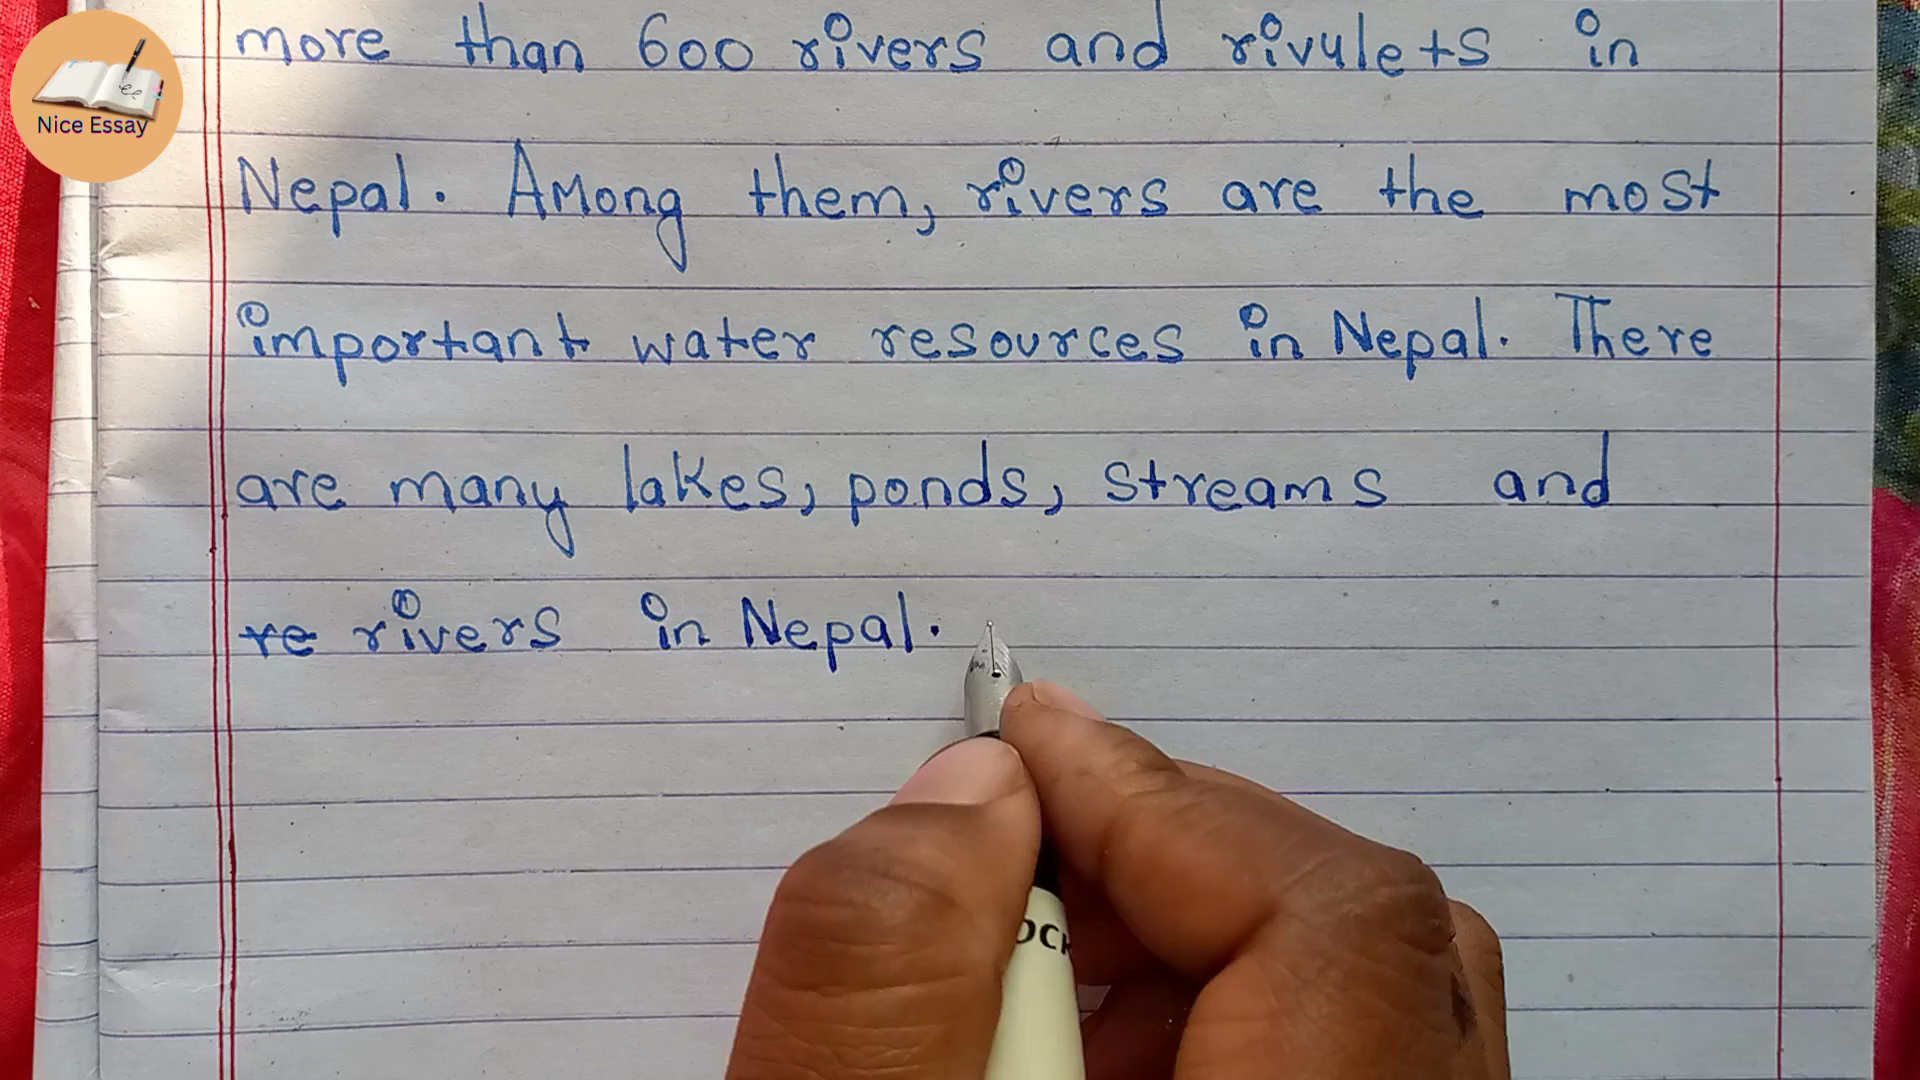 more than 600 rivers and rivulets in
Nice Essay
Nepal. Among them, rivers are the most
important water resources in Nepal. There
are many lakes, ponds, streams and
re rivers in Nepal.
OCK